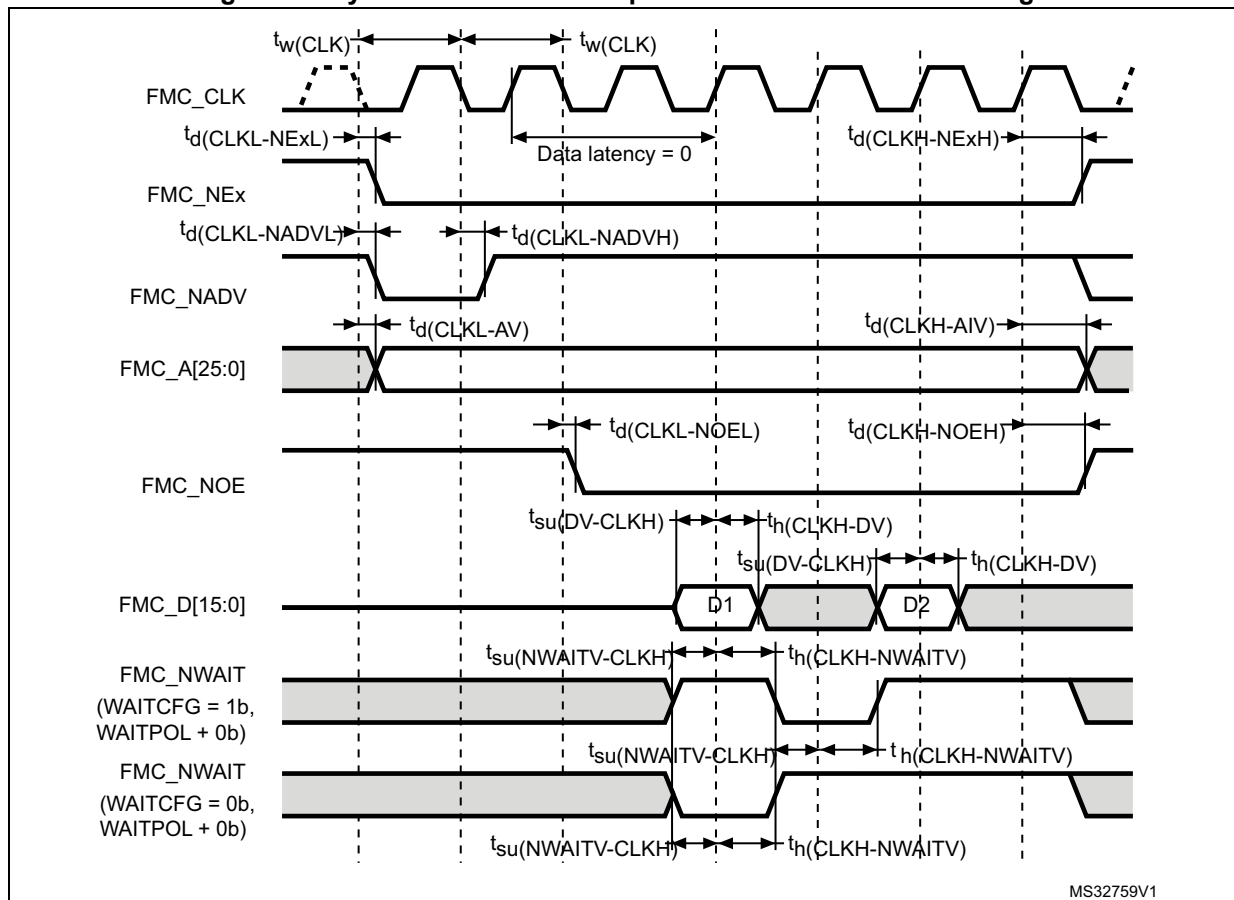 tw(CLK) tw(CLK)
FMC_CLK
td(CLKL-NExL) Data latency = 0 td(CLKH-NExH)
FMC_NEx
td(CLKL-NADVL) td(CLKL-NADVH)
FMC_NADV
td(CLKL-AV) td(CLKH-AIV)
FMC_A[25:0]
td(CLKL-NOEL) td(CLKH-NOEH)
FMC_NOE
tsu(DV-CLKH) th(CLKH-DV)
tsu(DV-CLKH) th(CLKH-DV)
FMC_D[15:0] D1 D2
tsu(NWAITV-CLKH) th(CLKH-NWAITV)
FMC_NWAIT
(WAITCFG = 1b,
WAITPOL + 0b)
tsu(NWAITV-CLKH) th(CLKH-NWAITV)
FMC_NWAIT
(WAITCFG = 0b,
WAITPOL + 0b)
tsu(NWAITV-CLKH) th(CLKH-NWAITV)
MS32759V1